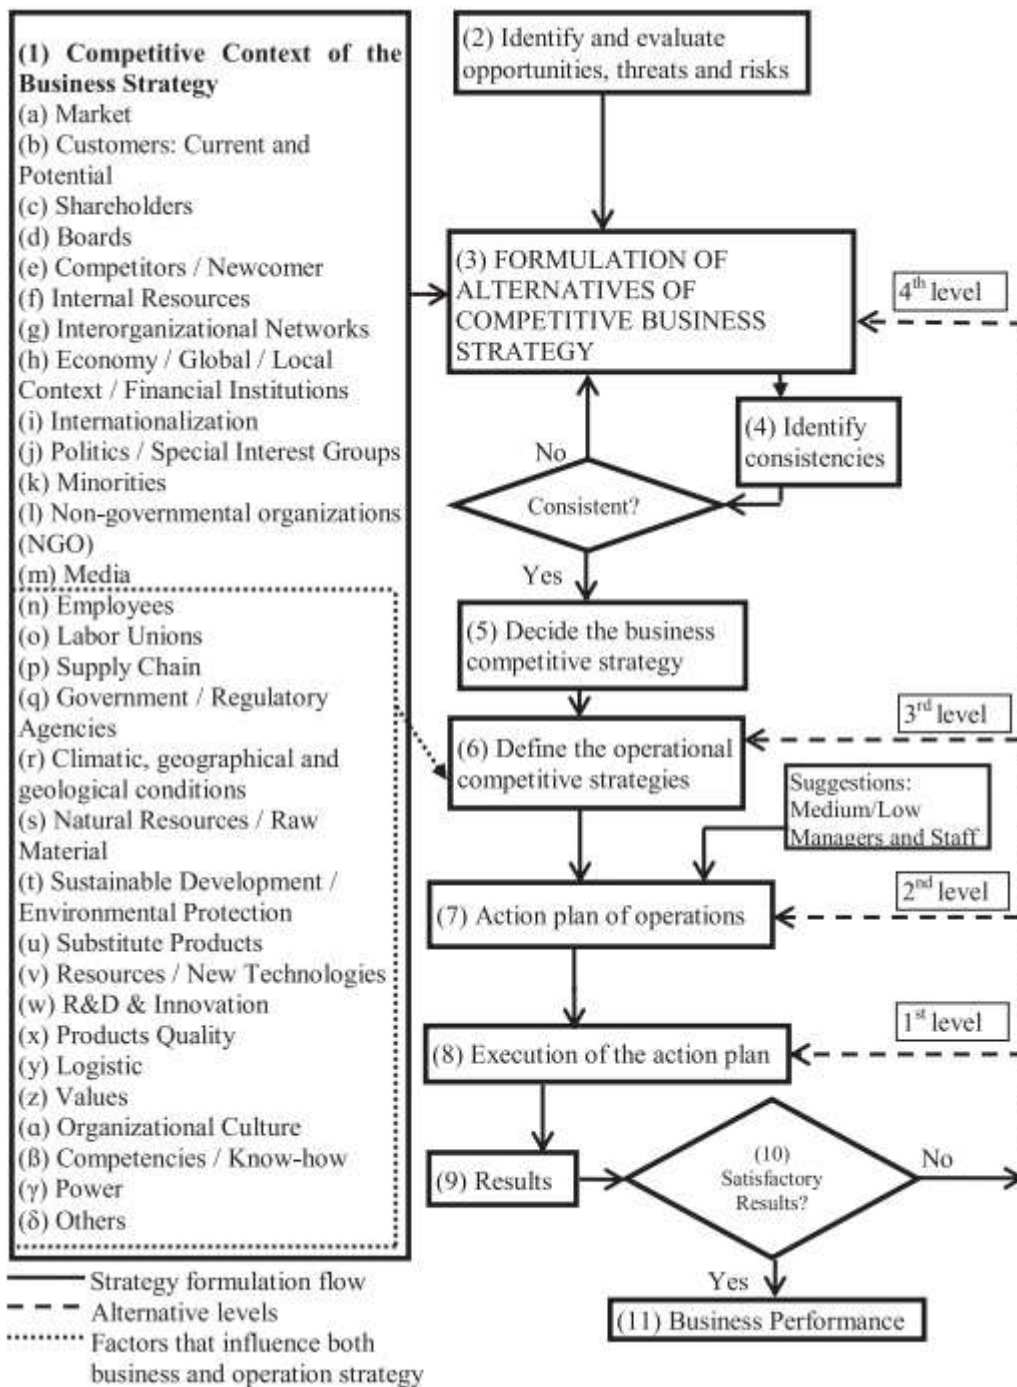 (1) Competitive Context of the
Business Strategy
(a) Market
(b) Customers: Current and
Potential
(c) Shareholders
(d) Boards
(e) Competitors / Newcomer
(f) Internal Resources
(g) Interorganizational Networks
(h) Economy / Global / Local
Context / Financial Institutions
(i) Internationalization
(j) Politics / Special Interest Groups
(k) Minorities
(l) Non-governmental organizations
(NGO)
(m) Media
(n) Employees
(o) Labor Unions
(p) Supply Chain
(q) Government / Regulatory
Agencies
(r) Climatic, geographical and
geological conditions
(s) Natural Resources / Raw
Material
(t) Sustainable Development /
Environmental Protection
(u) Substitute Products
(v) Resources / New Technologies
(w) R&D & Innovation
(x) Products Quality
(y) Logistic
(z) Values
(α) Organizational Culture
(ß) Competencies / Know-how
(γ) Power
(δ) Others
(2) Identify and evaluate
opportunities, threats and risks
(3) FORMULATION OF
ALTERNATIVES OF
COMPETITIVE BUSINESS
STRATEGY
4th level
(4) Identify
consistencies
No
Consistent?
Yes
(5) Decide the business
competitive strategy
3rd level
(6) Define the operational
competitive strategies
Suggestions:
Medium/Low
Managers and Staff
2nd level
(7) Action plan of operations
1st level
(8) Execution of the action plan
(9) Results
(10)
Satisfactory
Results?
No
Yes
(11) Business Performance
Strategy formulation flow
Alternative levels
Factors that influence both
business and operation strategy